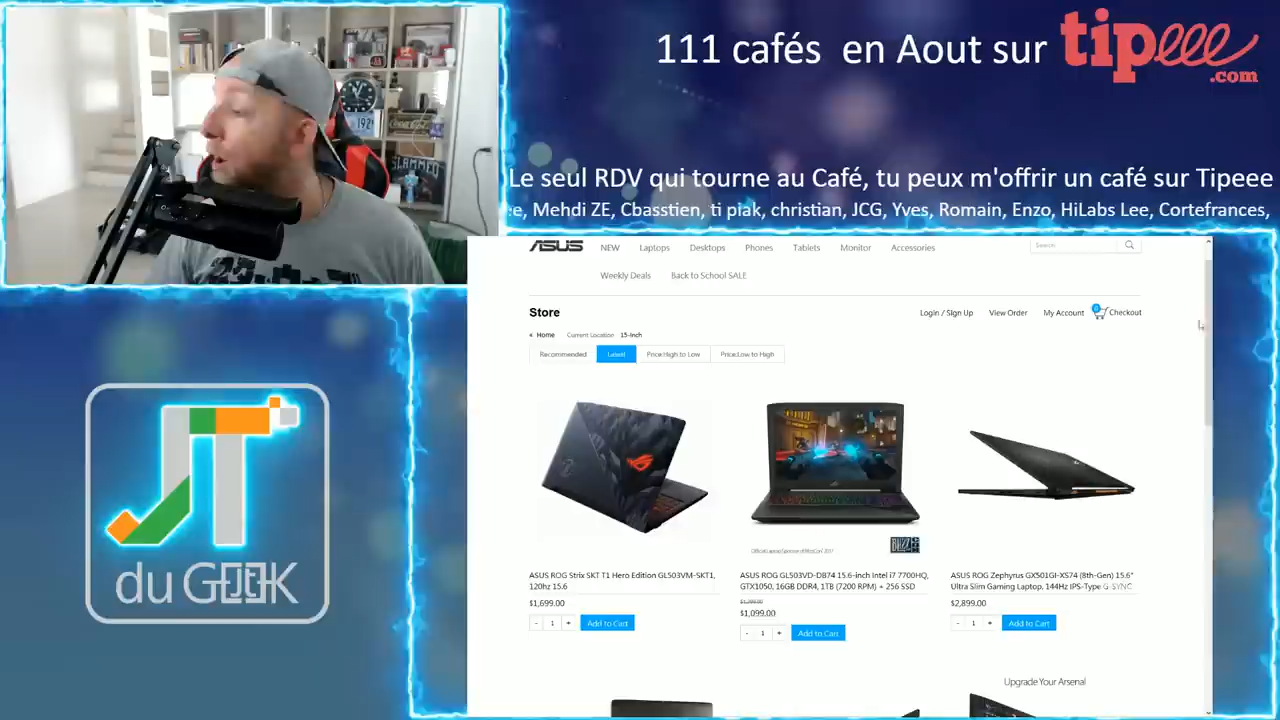 111 cafés en Aout sur tipeee.com
Le seul RDV qui tourne au Café, tu peux m'offrir un café sur Tipeee
e, Mehdi ZE, Cbasstien, ti piak, christian, JCG, Yves, Romain, Enzo, HiLabs Lee, Cortefrances,
SLAMMED
ASUS NEW Laptops Desktops Phones Tablets Monitor Accessories Search
Weekly Deals Back to School SALE
Store Login / Sign Up View Order My Account 0 Checkout
« Home Current Location 15-Inch
Recommended Latest Price:High to Low Price:Low to High
ASUS ROG Strix SKT T1 Hero Edition GL503VM-SKT1,
120hz 15.6
$1,699.00
- 1 + Add to Cart
BLIZZ
ASUS ROG GL503VD-DB74 15.6-inch Intel i7 7700HQ,
GTX1050, 16GB DDR4, 1TB (7200 RPM) + 256 SSD
$1,099.00
- 1 + Add to Cart
ASUS ROG Zephyrus GX501GI-XS74 (8th-Gen) 15.6"
Ultra Slim Gaming Laptop, 144Hz IPS-Type G-SYNC
$2,899.00
- 1 + Add to Cart
Upgrade Your Arsenal
JT
du GEEK